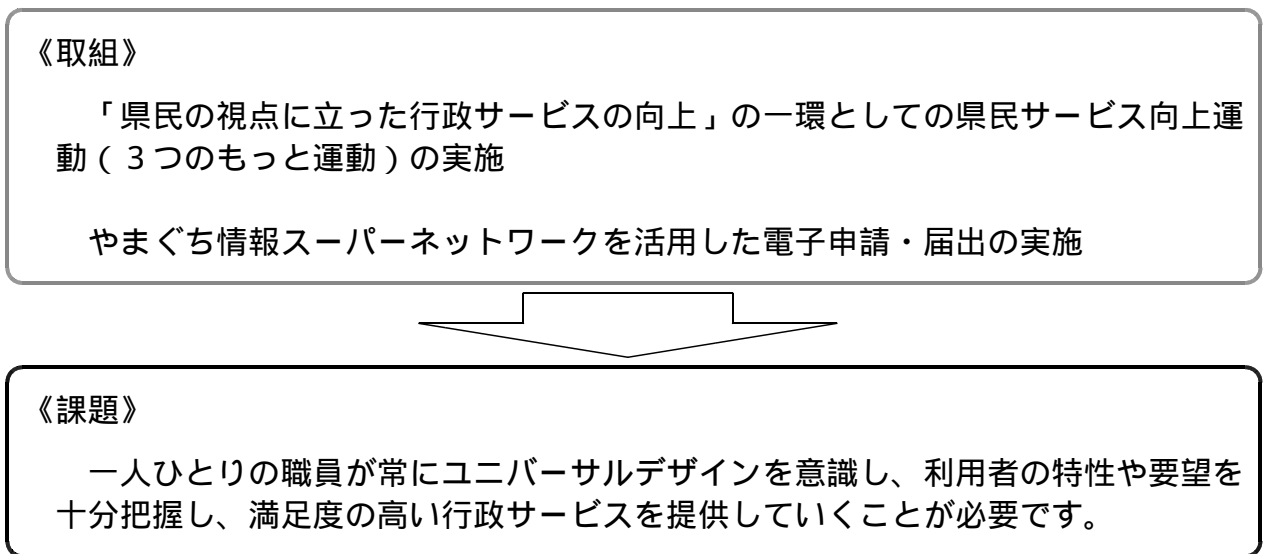 《取組》
「県民の視点に立った行政サービスの向上」の一環としての県民サービス向上運
動(３つのもっと運動)の実施
やまぐち情報スーパーネットワークを活用した電子申請・届出の実施
《課題》
一人ひとりの職員が常にユニバーサルデザインを意識し、利用者の特性や要望を
十分把握し、満足度の高い行政サービスを提供していくことが必要です。